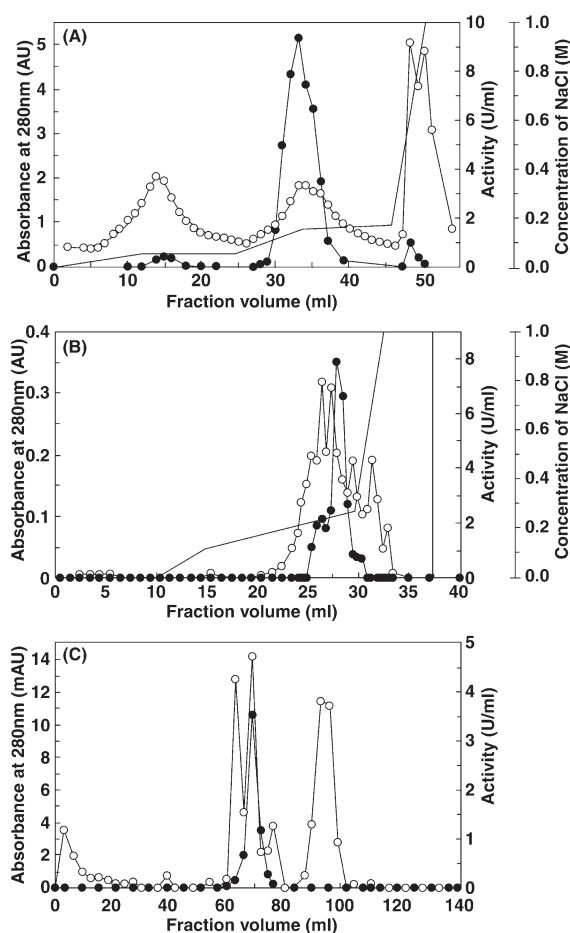 (A)
Absorbance at 280nm (AU)
5
4
3
2
1
0
Activity (U/ml)
10
8
6
4
2
0
Concentration of NaCl (M)
1.0
0.8
0.6
0.4
0.2
0.0
0 10 20 30 40 50
Fraction volume (ml)
(B)
Absorbance at 280nm (AU)
0.4
0.3
0.2
0.1
0
Activity (U/ml)
8
6
4
2
0
Concentration of NaCl (M)
1.0
0.8
0.6
0.4
0.2
0.0
0 5 10 15 20 25 30 35 40
Fraction volume (ml)
(C)
Absorbance at 280nm (mAU)
14
12
10
8
6
4
2
0
Activity (U/ml)
5
4
3
2
1
0
0 20 40 60 80 100 120 140
Fraction volume (ml)